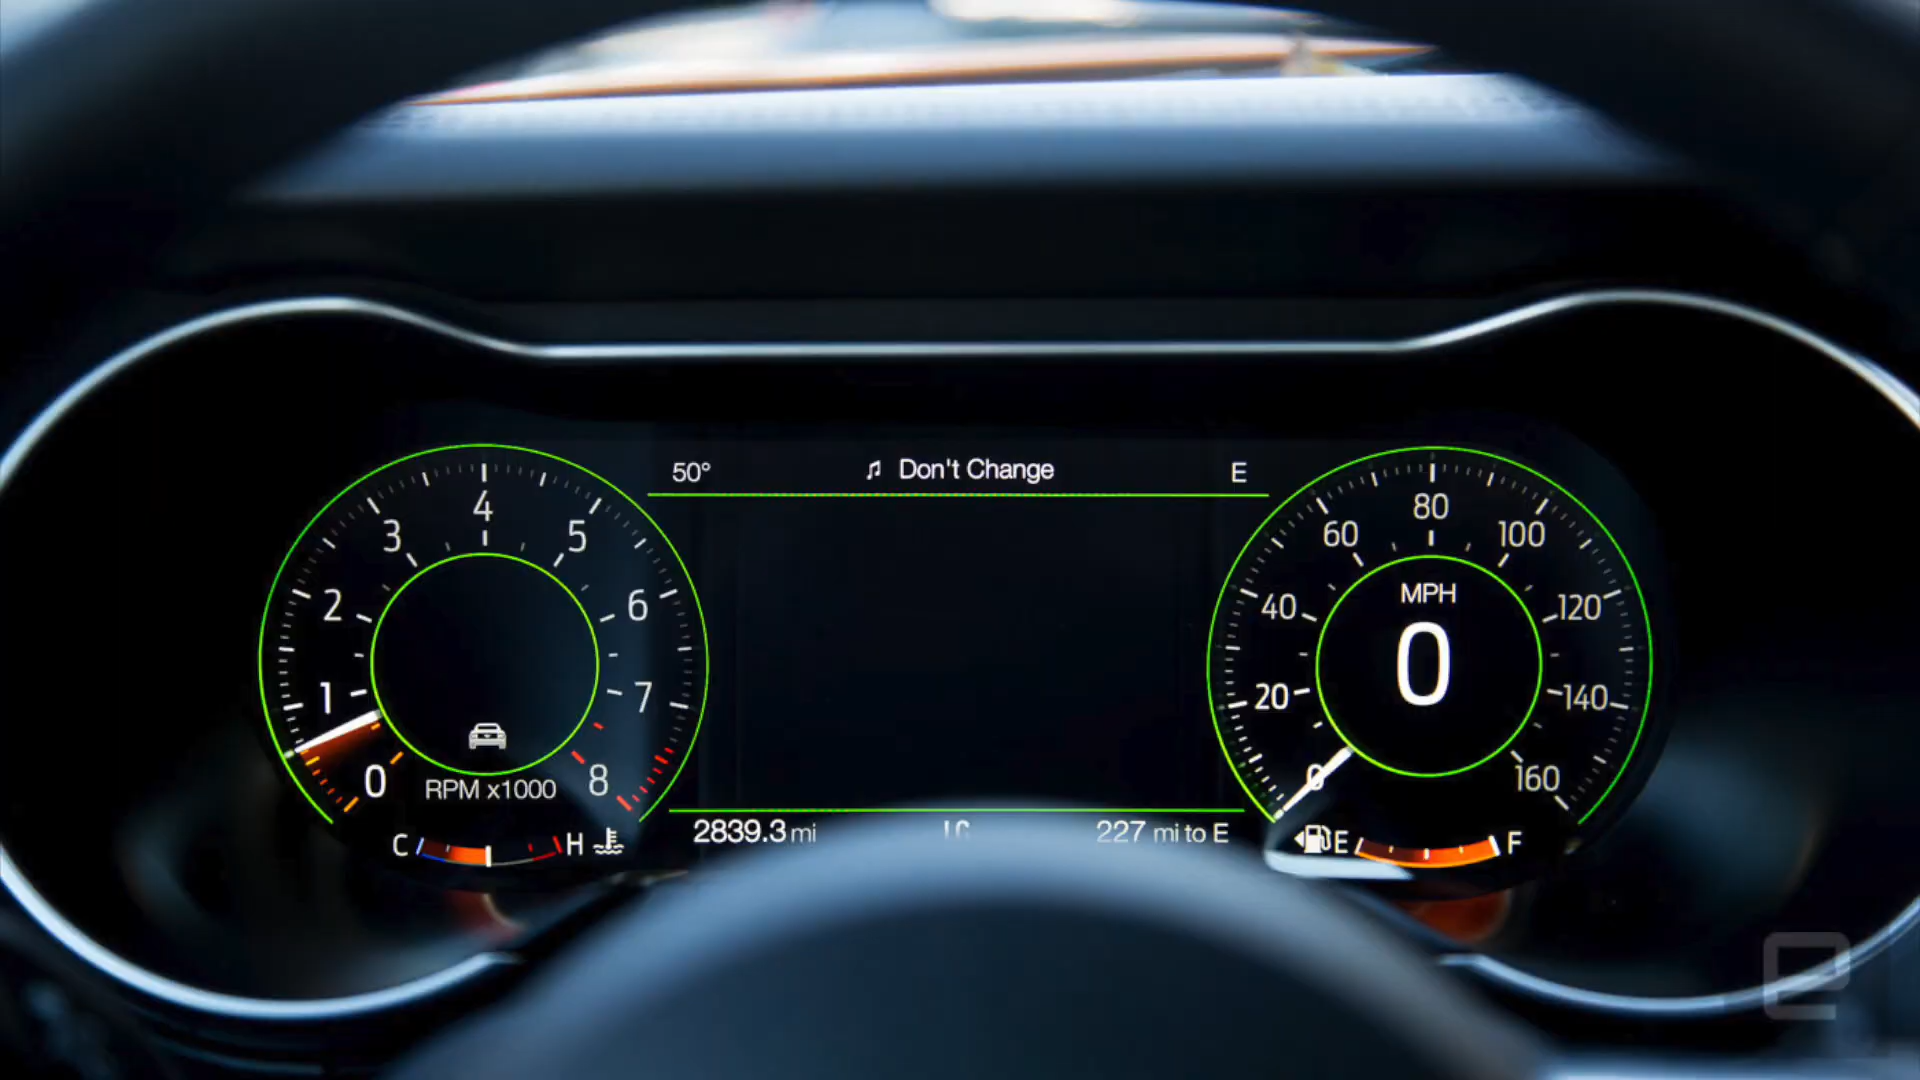 50° Don't Change E
0 1 2 3 4 5 6 7 8
RPM x1000
C H
0 20 40 60 80 100 120 140 160
MPH
0
E F
2839.3 mi 227 mi to E